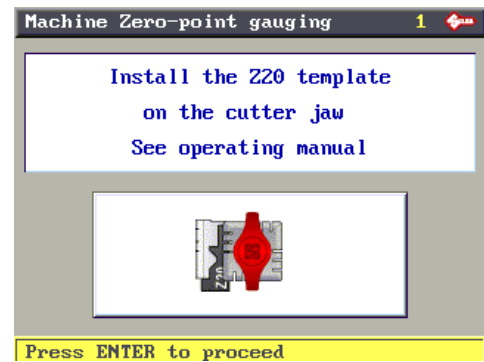 Machine Zero-point gauging 1
Install the Z20 template
on the cutter jaw
See operating manual
Z20
Press ENTER to proceed